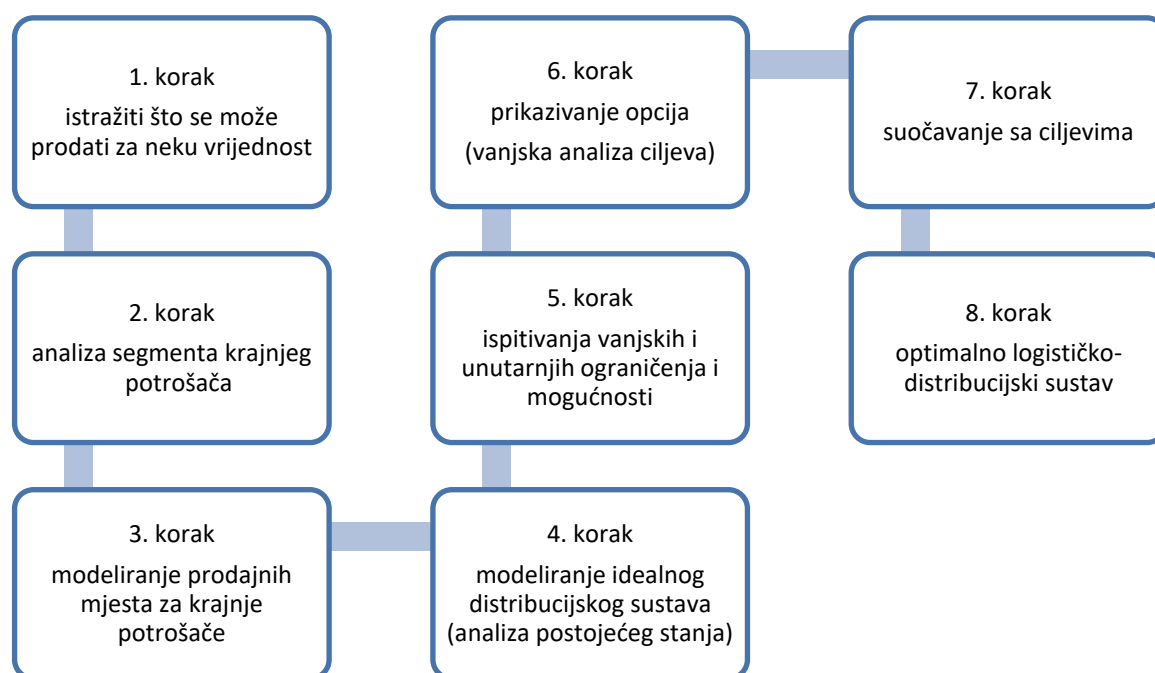 1. korak
istražiti što se može
prodati za neku vrijednost
2. korak
analiza segmenta krajnjeg
potrošača
3. korak
modeliranje prodajnih
mjesta za krajnje
potrošače
4. korak
modeliranje idealnog
distribucijskog sustava
(analiza postojećeg stanja)
5. korak
ispitivanja vanjskih i
unutarnjih ograničenja i
mogućnosti
6. korak
prikazivanje opcija
(vanjska analiza ciljeva)
7. korak
suočavanje sa ciljevima
8. korak
optimalno logističko-
distribucijski sustav